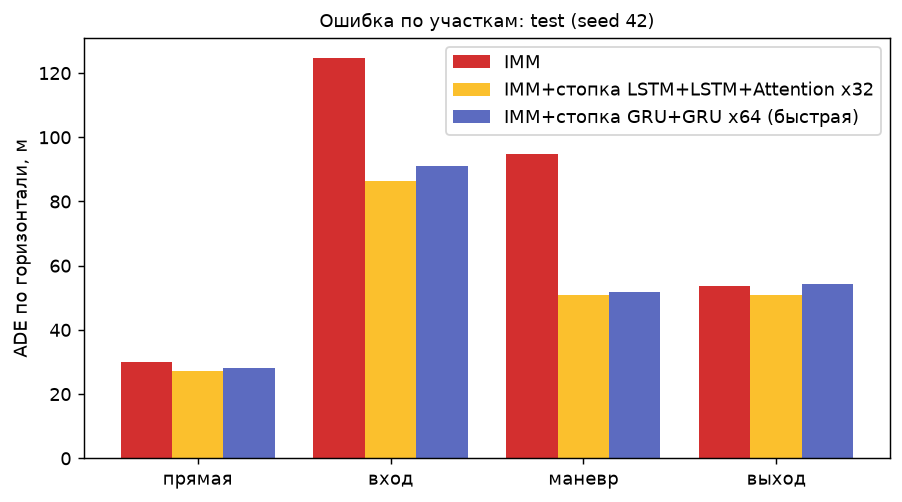 Ошибка по участкам: test (seed 42)
IMM
IMM+стопка LSTM+LSTM+Attention x32
IMM+стопка GRU+GRU x64 (быстрая)
ADE по горизонтали, м
120
100
80
60
40
20
0
прямая вход маневр выход